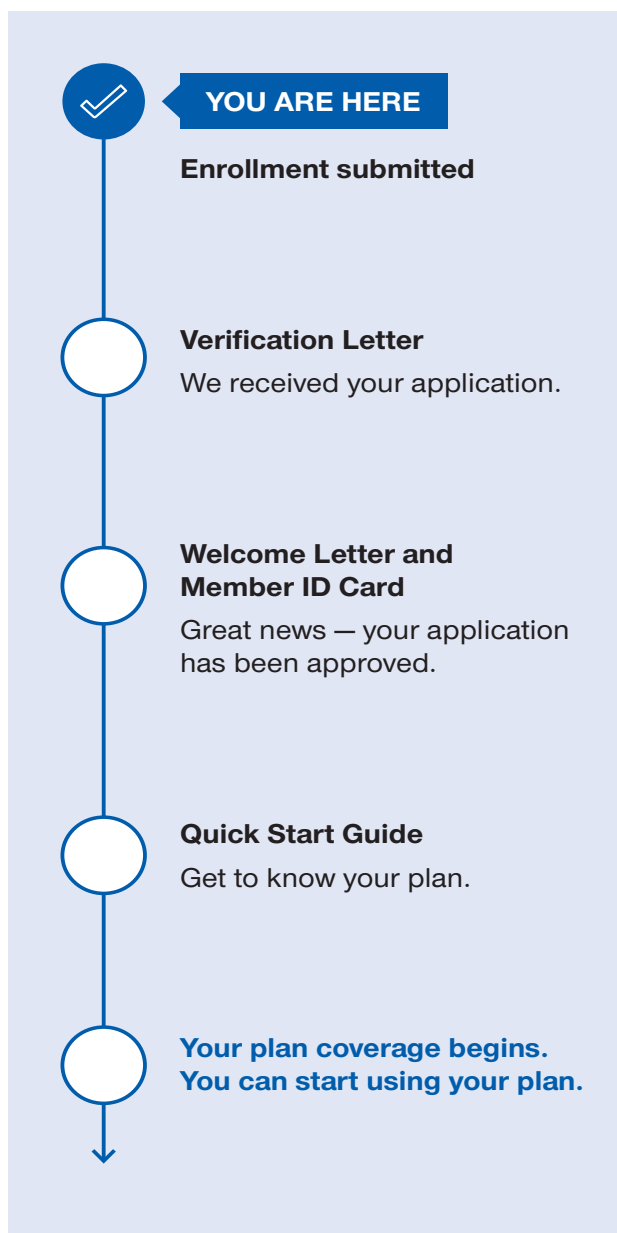 YOU ARE HERE
Enrollment submitted
Verification Letter
We received your application.
Welcome Letter and
Member ID Card
Great news — your application
has been approved.
Quick Start Guide
Get to know your plan.
Your plan coverage begins.
You can start using your plan.